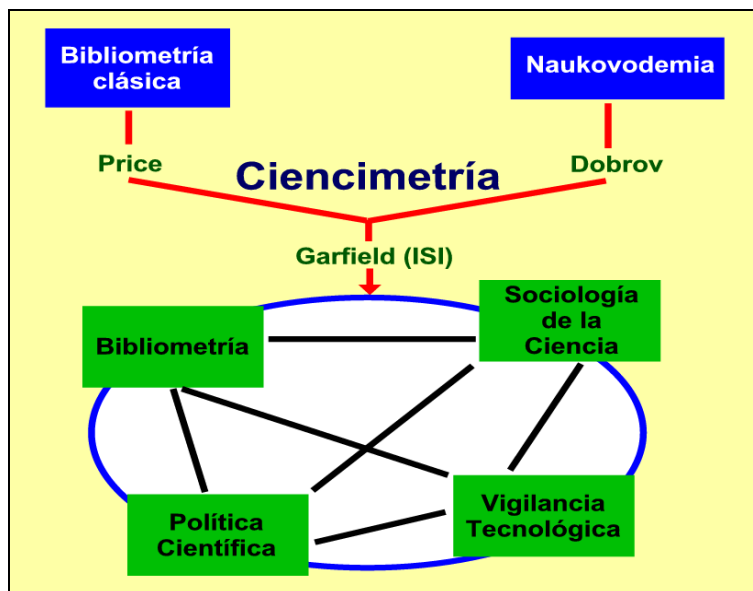 Bibliometría
clásica
Naukovodemia
Price
Dobrov
Ciencimetría
Garfield (ISI)
Bibliometría
Sociología
de la
Ciencia
Política
Científica
Vigilancia
Tecnológica